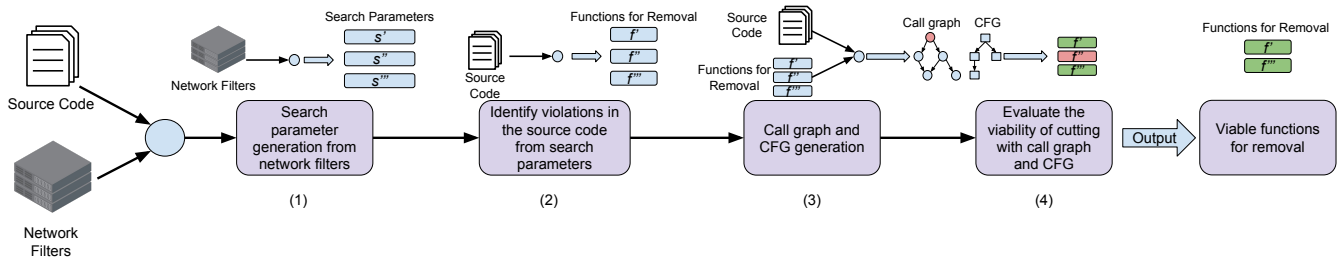 Source Code
Network
Filters
Network Filters
Search Parameters
s'
s''
s'''
Search
parameter
generation from
network filters
(1)
Source
Code
Functions for Removal
f'
f''
f'''
Identify violations in
the source code
from search
parameters
(2)
Source
Code
Functions for
Removal
f'
f''
f'''
Call graph
CFG
Call graph and
CFG generation
(3)
f'
f''
f'''
Evaluate the
viability of cutting
with call graph
and CFG
(4)
Output
Functions for Removal
f'
f'''
Viable functions
for removal